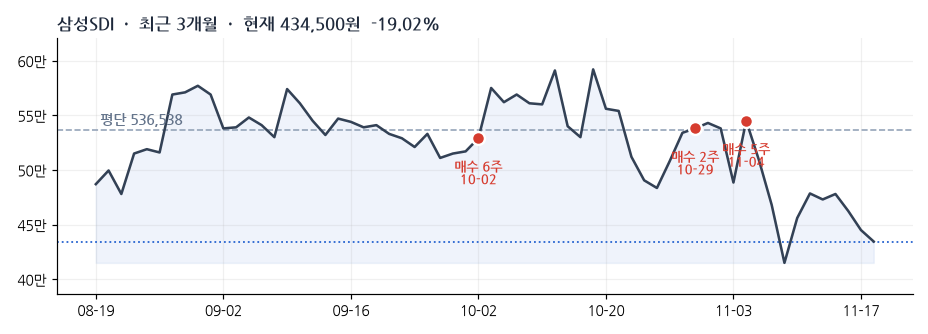 삼성SDI · 최근 3개월 · 현재 434,500원 -19.02%
60만
55만
50만
45만
40만
평단 536,538
매수 6주
10-02
매수 2주
10-29
매수 5주
11-04
08-19
09-02
09-16
10-02
10-20
11-03
11-17